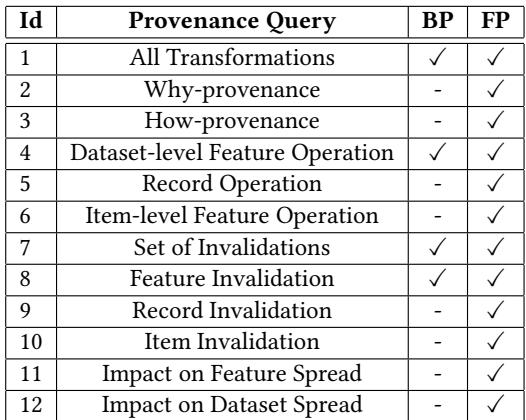 Id Provenance Query BP FP
1 All Transformations ✓ ✓
2 Why-provenance - ✓
3 How-provenance - ✓
4 Dataset-level Feature Operation ✓ ✓
5 Record Operation - ✓
6 Item-level Feature Operation - ✓
7 Set of Invalidations ✓ ✓
8 Feature Invalidation ✓ ✓
9 Record Invalidation - ✓
10 Item Invalidation - ✓
11 Impact on Feature Spread - ✓
12 Impact on Dataset Spread - ✓